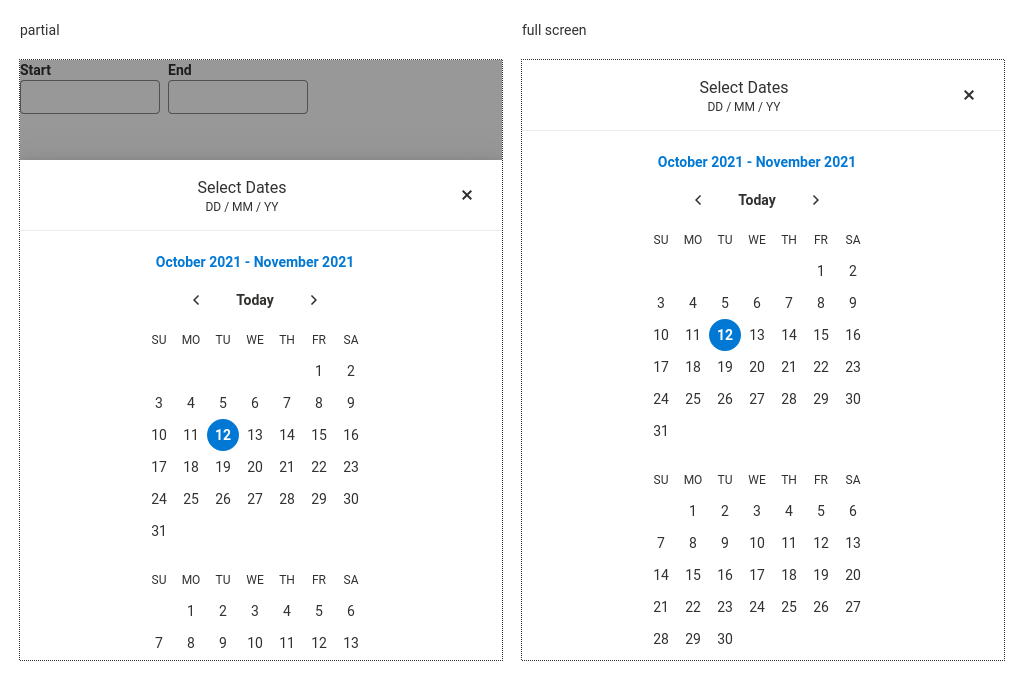 partial
Start End
Select Dates
DD / MM / YY
October 2021 - November 2021
Today
SU MO TU WE TH FR SA
1 2
3 4 5 6 7 8 9
10 11 12 13 14 15 16
17 18 19 20 21 22 23
24 25 26 27 28 29 30
31
SU MO TU WE TH FR SA
1 2 3 4 5 6
7 8 9 10 11 12 13
full screen
Select Dates
DD / MM / YY
October 2021 - November 2021
Today
SU MO TU WE TH FR SA
1 2
3 4 5 6 7 8 9
10 11 12 13 14 15 16
17 18 19 20 21 22 23
24 25 26 27 28 29 30
31
SU MO TU WE TH FR SA
1 2 3 4 5 6
7 8 9 10 11 12 13
14 15 16 17 18 19 20
21 22 23 24 25 26 27
28 29 30